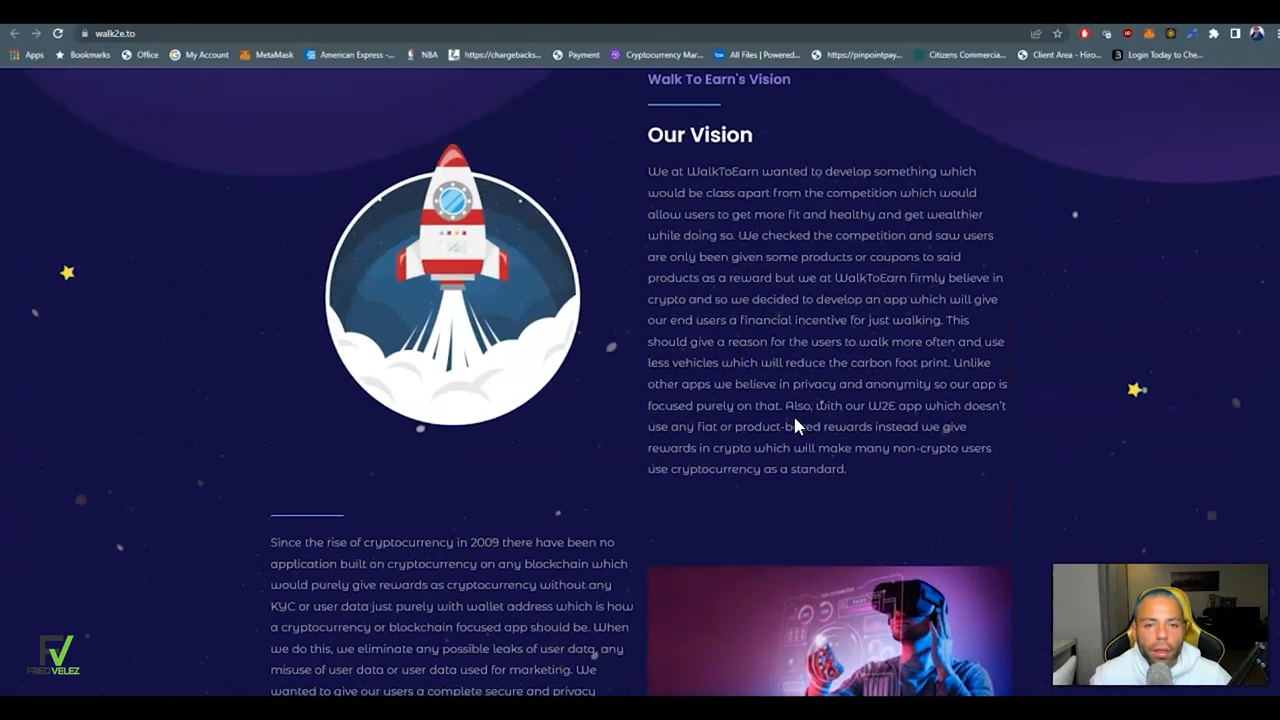 walk2e.to
Apps
Bookmarks
Office
My Account
MetaMask
American Express -...
NBA
https://chargebacks...
Payment
Cryptocurrency Mar...
All Files | Powered...
https://pinpointpay...
Citizens Commercia...
Client Area - Hiro...
Login Today to Che...
Walk To Earn's Vision
Our Vision
We at WalkToEarn wanted to develop something which
would be class apart from the competition which would
allow users to get more fit and healthy and get wealthier
while doing so. We checked the competition and saw users
are only been given some products or coupons to said
products as a reward but we at WalkToEarn firmly believe in
crypto and so we decided to develop an app which will give
our end users a financial incentive for just walking. This
should give a reason for the users to walk more often and use
less vehicles which will reduce the carbon foot print. Unlike
other apps we believe in privacy and anonymity so our app is
focused purely on that. Also, with our W2E app which doesn't
use any fiat or product-based rewards instead we give
rewards in crypto which will make many non-crypto users
use cryptocurrency as a standard.
Since the rise of cryptocurrency in 2009 there have been no
application built on cryptocurrency on any blockchain which
would purely give rewards as cryptocurrency without any
KYC or user data just purely with wallet address which is how
a cryptocurrency or blockchain focused app should be. When
we do this, we eliminate any possible leaks of user data, any
misuse of user data or user data used for marketing. We
wanted to give our users a complete secure and privacy
FV
FRED VELEZ